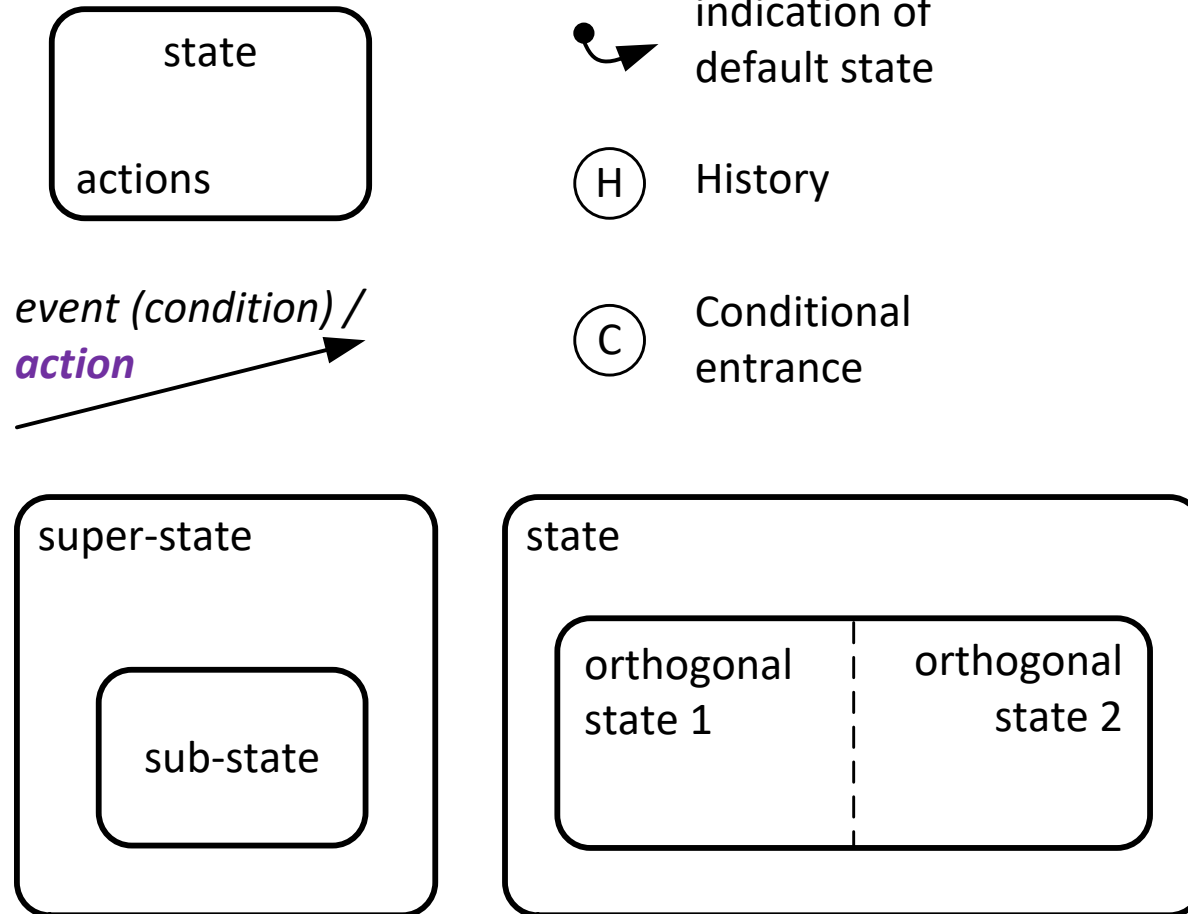 state
actions
indication of
default state
H
History
event (condition) /
action
C
Conditional
entrance
super-state
sub-state
state
orthogonal
state 1
orthogonal
state 2